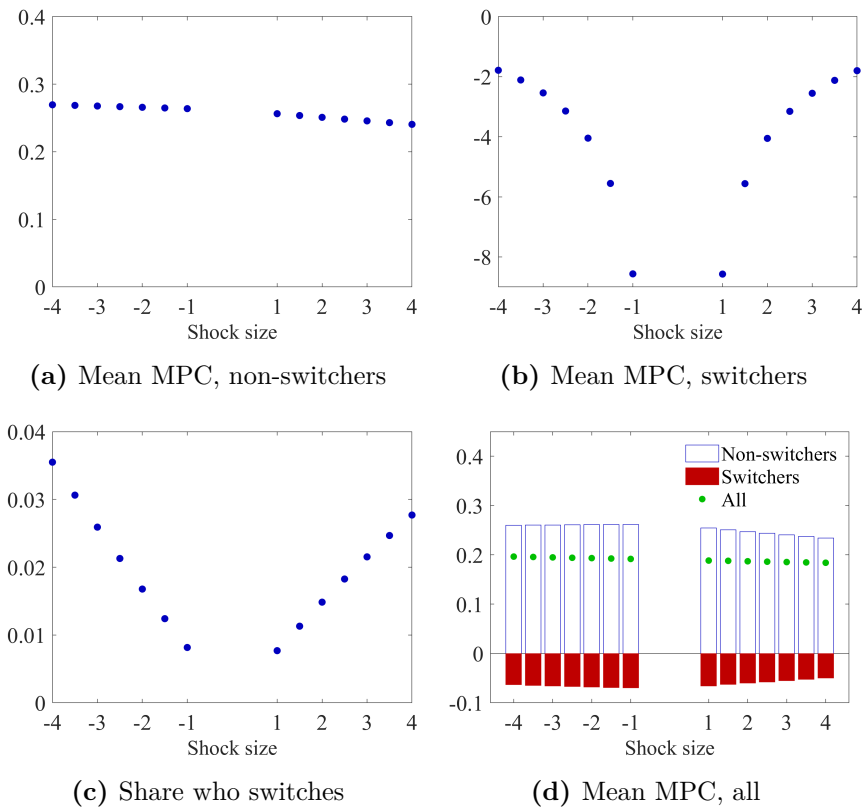 0.4
0.3
0.2
0.1
0
-4 -3 -2 -1 1 2 3 4
Shock size
(a) Mean MPC, non-switchers
0
-2
-4
-6
-8
-4 -3 -2 -1 1 2 3 4
Shock size
(b) Mean MPC, switchers
0.04
0.03
0.02
0.01
0
-4 -3 -2 -1 1 2 3 4
Shock size
(c) Share who switches
Non-switchers
Switchers
All
0.4
0.3
0.2
0.1
0
-0.1
-4 -3 -2 -1 1 2 3 4
Shock size
(d) Mean MPC, all